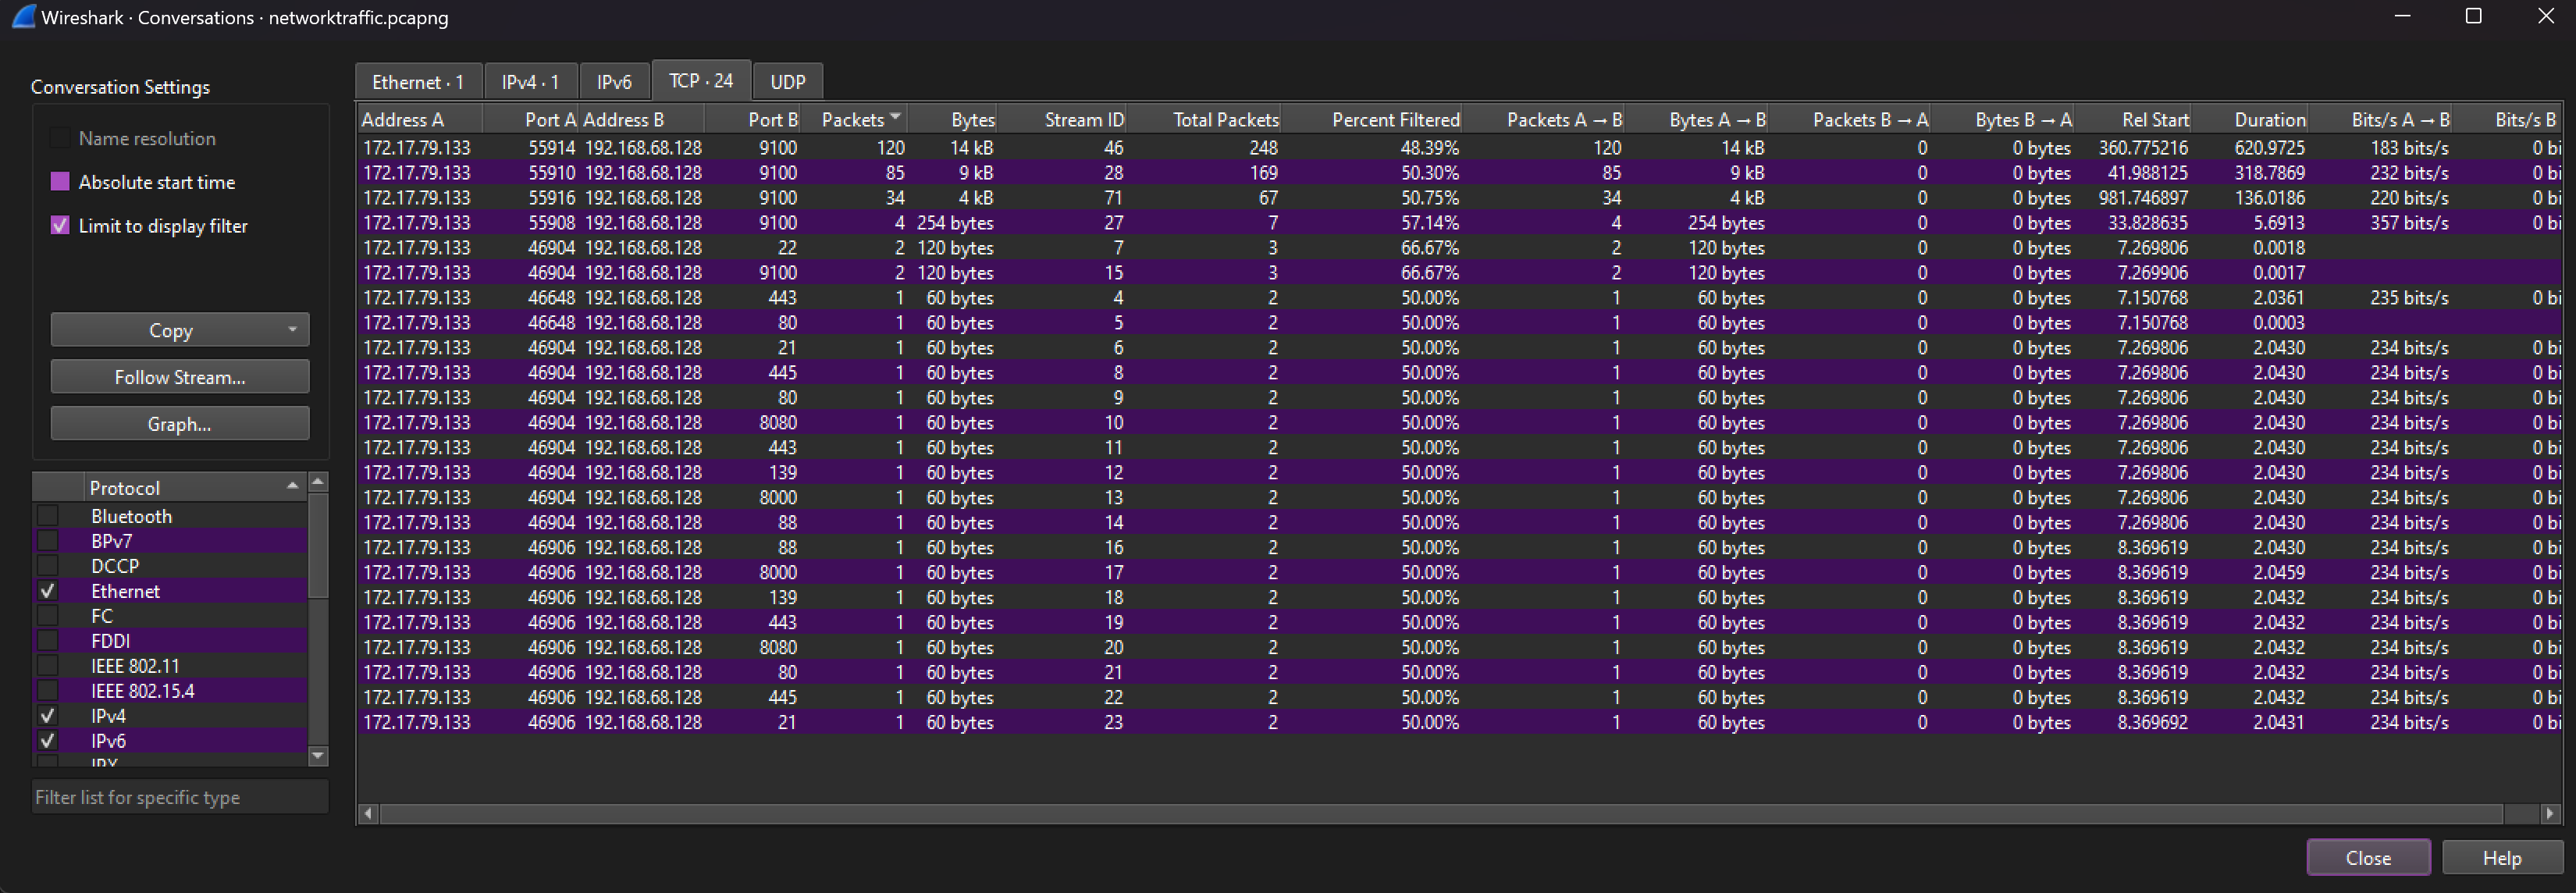 Wireshark · Conversations · networktraffic.pcapng
Conversation Settings
Name resolution
Absolute start time
Limit to display filter
Copy
Follow Stream...
Graph...
Protocol
Bluetooth
BPv7
DCCP
Ethernet
FC
FDDI
IEEE 802.11
IEEE 802.15.4
IPv4
IPv6
IPX
Filter list for specific type
Ethernet · 1 IPv4 · 1 IPv6 TCP · 24 UDP
Address A Port A Address B Port B Packets Bytes Stream ID Total Packets Percent Filtered Packets A → B Bytes A → B Packets B → A Bytes B → A Rel Start Duration Bits/s A → B Bits/s B
172.17.79.133 55914 192.168.68.128 9100 120 14 kB 46 248 48.39% 120 14 kB 0 0 bytes 360.775216 620.9725 183 bits/s 0 bi
172.17.79.133 55910 192.168.68.128 9100 85 9 kB 28 169 50.30% 85 9 kB 0 0 bytes 41.988125 318.7869 232 bits/s 0 bi
172.17.79.133 55916 192.168.68.128 9100 34 4 kB 71 67 50.75% 34 4 kB 0 0 bytes 981.746897 136.0186 220 bits/s 0 bi
172.17.79.133 55908 192.168.68.128 9100 4 254 bytes 27 7 57.14% 4 254 bytes 0 0 bytes 33.828635 5.6913 357 bits/s 0 bi
172.17.79.133 46904 192.168.68.128 22 2 120 bytes 7 3 66.67% 2 120 bytes 0 0 bytes 7.269806 0.0018
172.17.79.133 46904 192.168.68.128 9100 2 120 bytes 15 3 66.67% 2 120 bytes 0 0 bytes 7.269906 0.0017
172.17.79.133 46648 192.168.68.128 443 1 60 bytes 4 2 50.00% 1 60 bytes 0 0 bytes 7.150768 2.0361 235 bits/s 0 bi
172.17.79.133 46648 192.168.68.128 80 1 60 bytes 5 2 50.00% 1 60 bytes 0 0 bytes 7.150768 0.0003
172.17.79.133 46904 192.168.68.128 21 1 60 bytes 6 2 50.00% 1 60 bytes 0 0 bytes 7.269806 2.0430 234 bits/s 0 bi
172.17.79.133 46904 192.168.68.128 445 1 60 bytes 8 2 50.00% 1 60 bytes 0 0 bytes 7.269806 2.0430 234 bits/s 0 bi
172.17.79.133 46904 192.168.68.128 80 1 60 bytes 9 2 50.00% 1 60 bytes 0 0 bytes 7.269806 2.0430 234 bits/s 0 bi
172.17.79.133 46904 192.168.68.128 8080 1 60 bytes 10 2 50.00% 1 60 bytes 0 0 bytes 7.269806 2.0430 234 bits/s 0 bi
172.17.79.133 46904 192.168.68.128 443 1 60 bytes 11 2 50.00% 1 60 bytes 0 0 bytes 7.269806 2.0430 234 bits/s 0 bi
172.17.79.133 46904 192.168.68.128 139 1 60 bytes 12 2 50.00% 1 60 bytes 0 0 bytes 7.269806 2.0430 234 bits/s 0 bi
172.17.79.133 46904 192.168.68.128 8000 1 60 bytes 13 2 50.00% 1 60 bytes 0 0 bytes 7.269806 2.0430 234 bits/s 0 bi
172.17.79.133 46904 192.168.68.128 88 1 60 bytes 14 2 50.00% 1 60 bytes 0 0 bytes 7.269806 2.0430 234 bits/s 0 bi
172.17.79.133 46906 192.168.68.128 88 1 60 bytes 16 2 50.00% 1 60 bytes 0 0 bytes 8.369619 2.0430 234 bits/s 0 bi
172.17.79.133 46906 192.168.68.128 8000 1 60 bytes 17 2 50.00% 1 60 bytes 0 0 bytes 8.369619 2.0459 234 bits/s 0 bi
172.17.79.133 46906 192.168.68.128 139 1 60 bytes 18 2 50.00% 1 60 bytes 0 0 bytes 8.369619 2.0432 234 bits/s 0 bi
172.17.79.133 46906 192.168.68.128 443 1 60 bytes 19 2 50.00% 1 60 bytes 0 0 bytes 8.369619 2.0432 234 bits/s 0 bi
172.17.79.133 46906 192.168.68.128 8080 1 60 bytes 20 2 50.00% 1 60 bytes 0 0 bytes 8.369619 2.0432 234 bits/s 0 bi
172.17.79.133 46906 192.168.68.128 80 1 60 bytes 21 2 50.00% 1 60 bytes 0 0 bytes 8.369619 2.0432 234 bits/s 0 bi
172.17.79.133 46906 192.168.68.128 445 1 60 bytes 22 2 50.00% 1 60 bytes 0 0 bytes 8.369619 2.0432 234 bits/s 0 bi
172.17.79.133 46906 192.168.68.128 21 1 60 bytes 23 2 50.00% 1 60 bytes 0 0 bytes 8.369692 2.0431 234 bits/s 0 bi
Close Help